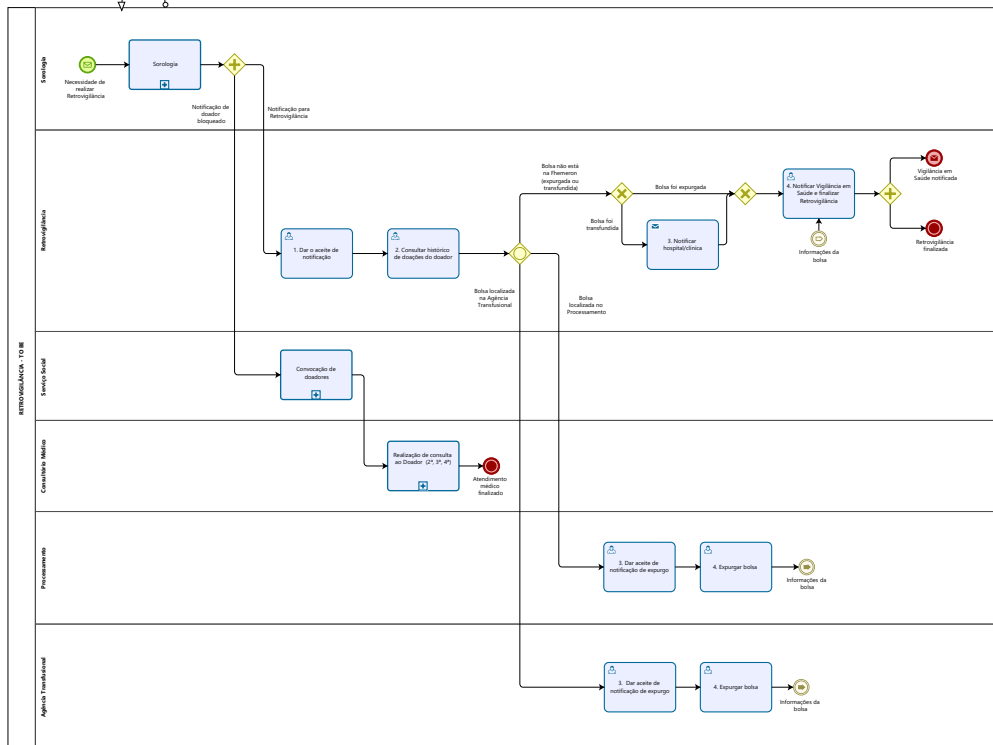 RETROVIGILÂNCIA - TO BE
Sorologia
Necessidade de
realizar
Retrovigilância
Sorologia
Notificação de
doador
bloqueado
Notificação para
Retrovigilância
Retrovigilância
1. Dar o aceite de
notificação
2. Consultar histórico
de doações do doador
Bolsa não está
na Fhemeron
(expurgada ou
transfundida)
Bolsa foi expurgada
Bolsa foi
transfundida
3. Notificar
hospital/clínica
4. Notificar Vigilância em
Saúde e finalizar
Retrovigilância
Informações da
bolsa
Vigilância em
Saúde notificada
Retrovigilância
finalizada
Bolsa localizada
na Agência
Transfusional
Bolsa
localizada no
Processamento
Serviço Social
Convocação de
doadores
Consultório Médico
Realização de consulta
ao Doador (2ª, 3ª, 4ª)
Atendimento
médico
finalizado
Processamento
3. Dar aceite de
notificação de expurgo
4. Expurgar bolsa
Informações da
bolsa
Agência Transfusional
3. Dar aceite de
notificação de expurgo
4. Expurgar bolsa
Informações da
bolsa